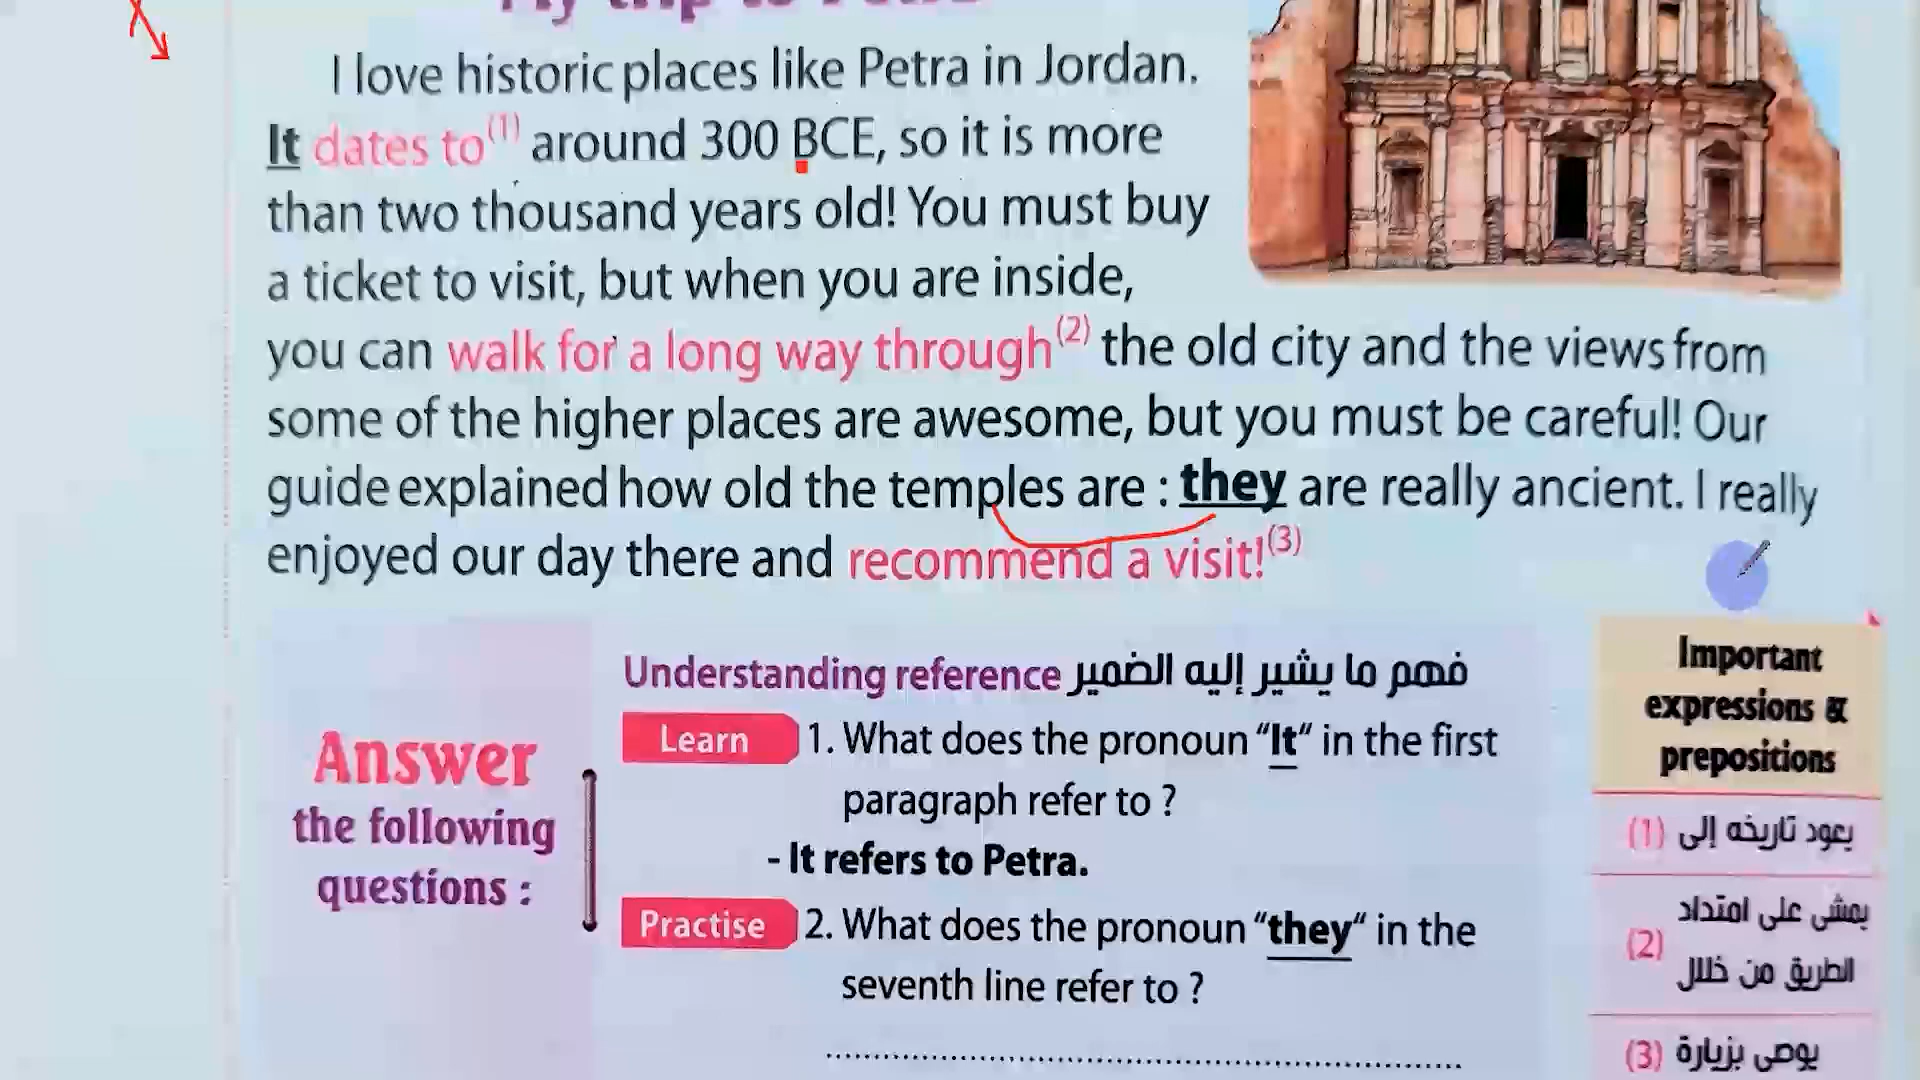 My trip to Petra
I love historic places like Petra in Jordan.
It dates to(1) around 300 BCE, so it is more
than two thousand years old! You must buy
a ticket to visit, but when you are inside,
you can walk for a long way through(2) the old city and the views from
some of the higher places are awesome, but you must be careful! Our
guide explained how old the temples are : they are really ancient. I really
enjoyed our day there and recommend a visit!(3)
Answer
the following
questions :
Understanding reference فهم ما يشير إليه الضمير
Learn 1. What does the pronoun “It“ in the first
paragraph refer to ?
- It refers to Petra.
Practise 2. What does the pronoun “they“ in the
seventh line refer to ?
Important
expressions &
prepositions
(1) يعود تاريخه إلى
(2) يمشى على امتداد
الطريق من خلال
(3) يوصى بزيارة